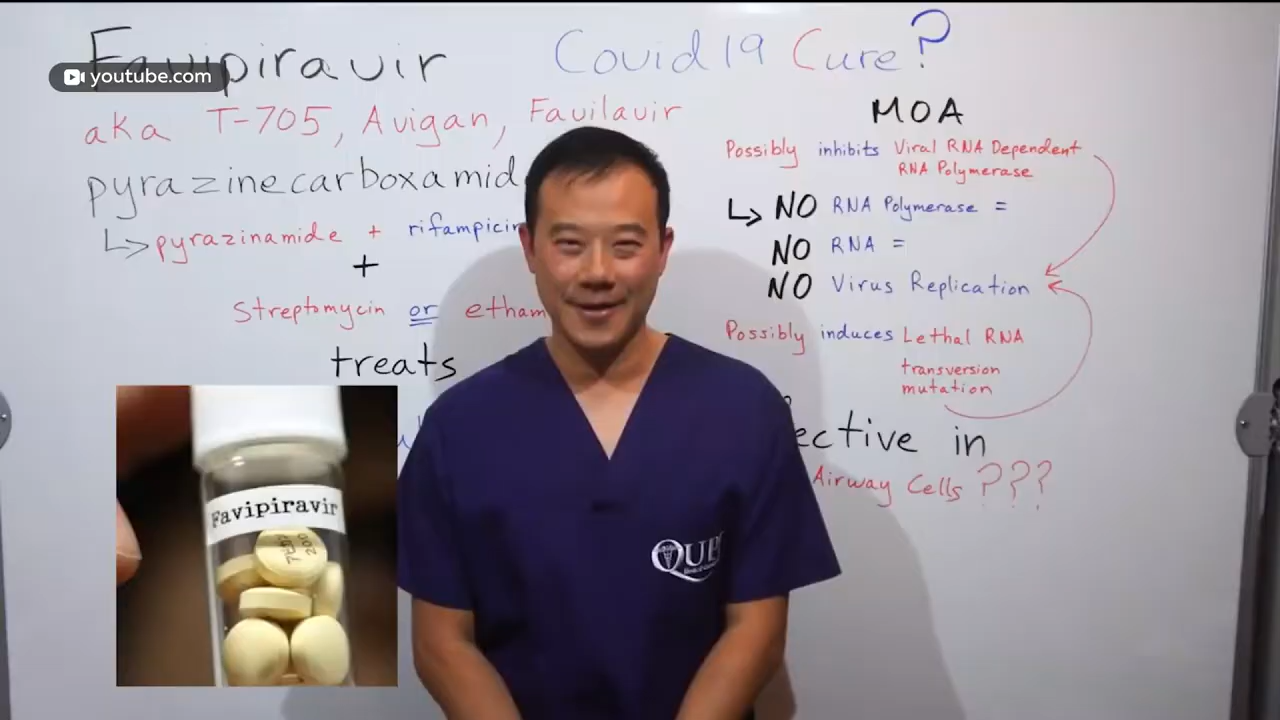 Favipiravir
Covid19 Cure?
youtube.com
aka T-705, Avigan, Favilavir
pyrazinecarboxamid
↳ pyrazinamide + rifampicin
+
Streptomycin or etham
treats
MOA
Possibly inhibits Viral RNA Dependent
RNA Polymerase
↳ NO RNA Polymerase =
NO RNA =
NO Virus Replication
Possibly induces Lethal RNA
transversion
mutation
ective in
Airway Cells ???
Favipiravir
200